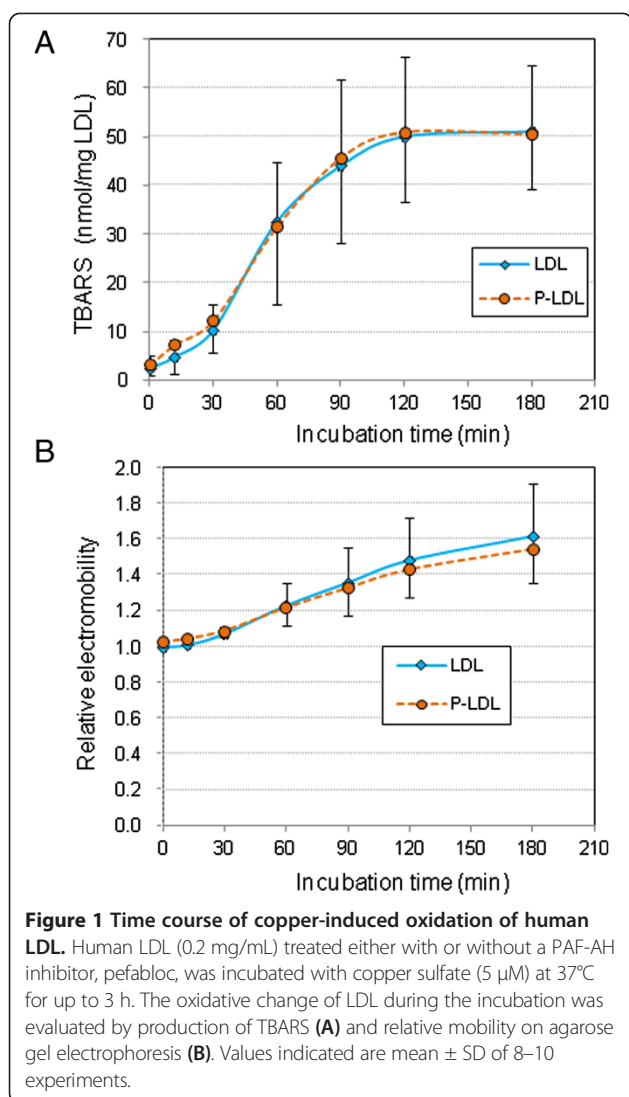 A
70
60
50
40
30
20
10
0
TBARS (nmol/mg LDL)
LDL
P-LDL
0 30 60 90 120 150 180 210
Incubation time (min)
B
2.0
1.8
1.6
1.4
1.2
1.0
0.8
0.6
0.4
0.2
0.0
Relative electromobility
LDL
P-LDL
0 30 60 90 120 150 180 210
Incubation time (min)
Figure 1 Time course of copper-induced oxidation of human
LDL. Human LDL (0.2 mg/mL) treated either with or without a PAF-AH
inhibitor, pefabloc, was incubated with copper sulfate (5 μM) at 37°C
for up to 3 h. The oxidative change of LDL during the incubation was
evaluated by production of TBARS (A) and relative mobility on agarose
gel electrophoresis (B). Values indicated are mean ± SD of 8–10
experiments.